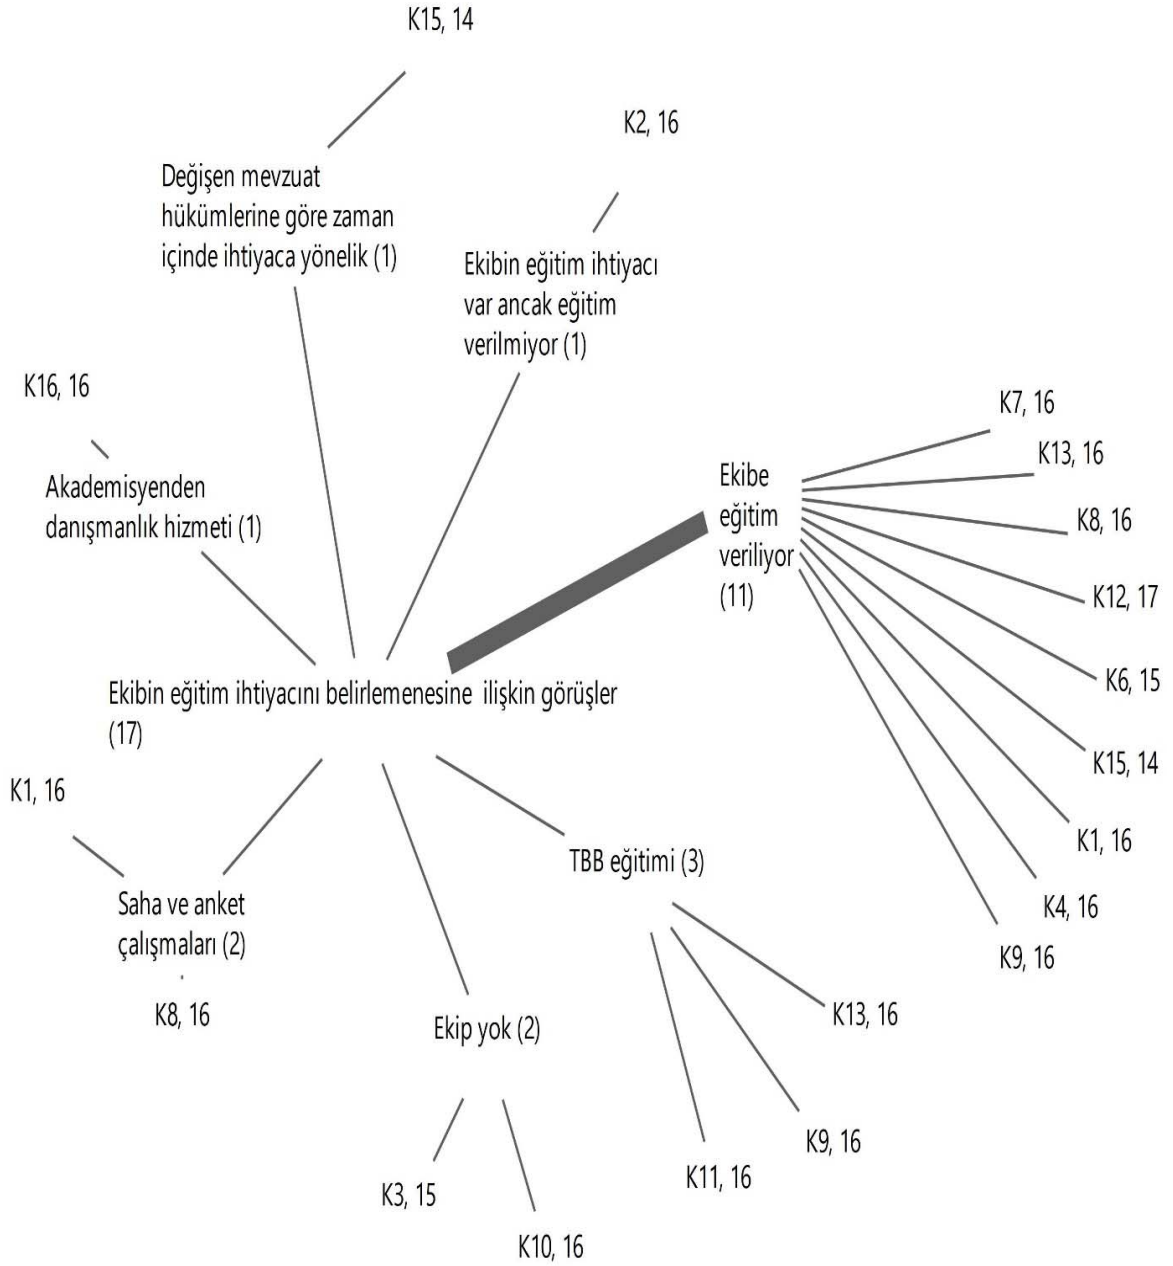 K15, 14
K2, 16
Değişen mevzuat
hükümlerine göre zaman
içinde ihtiyaca yönelik (1)
Ekibin eğitim ihtiyacı
var ancak eğitim
verilmiyor (1)
K16, 16
Akademisyenden
danışmanlık hizmeti (1)
Ekibe
eğitim
veriliyor
(11)
K7, 16
K13, 16
K8, 16
K12, 17
K6, 15
K15, 14
K1, 16
K4, 16
K9, 16
Ekibin eğitim ihtiyacını belirlemenesine  ilişkin görüşler
(17)
K1, 16
Saha ve anket
çalışmaları (2)
K8, 16
TBB eğitimi (3)
K13, 16
K9, 16
K11, 16
Ekip yok (2)
K3, 15
K10, 16